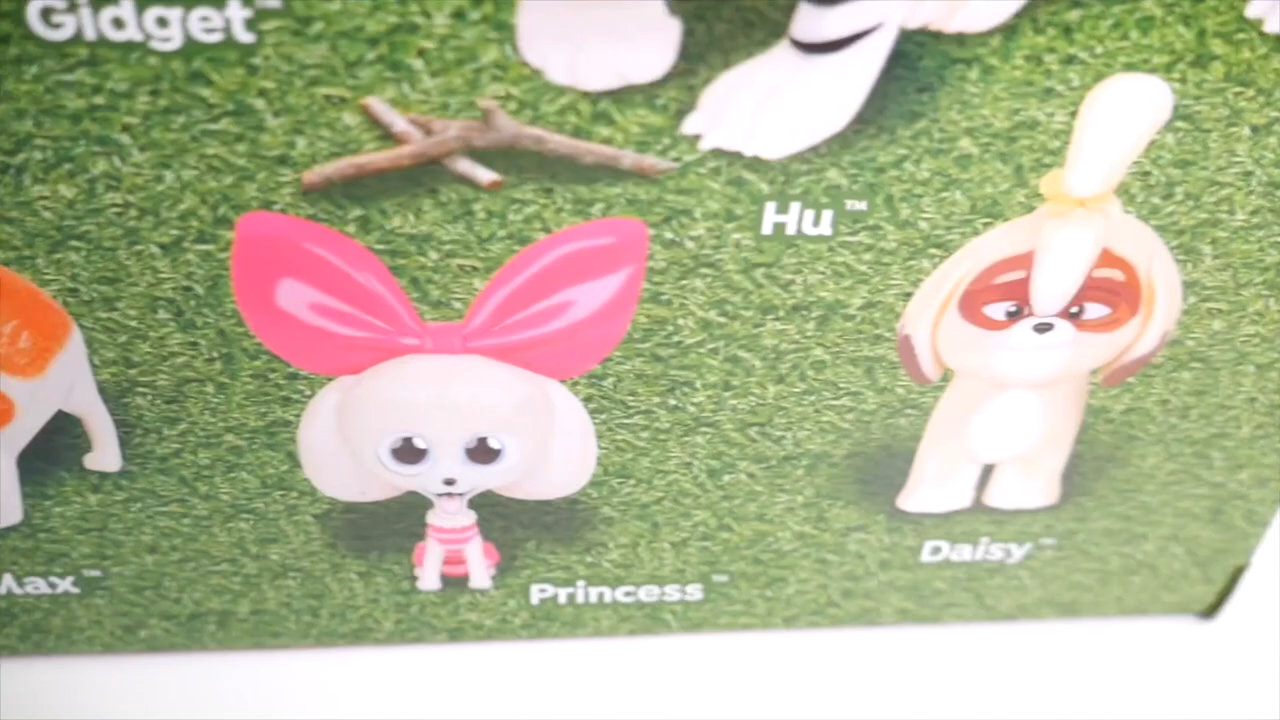 Gidget™
Hu™
Daisy™
Max™
Princess™